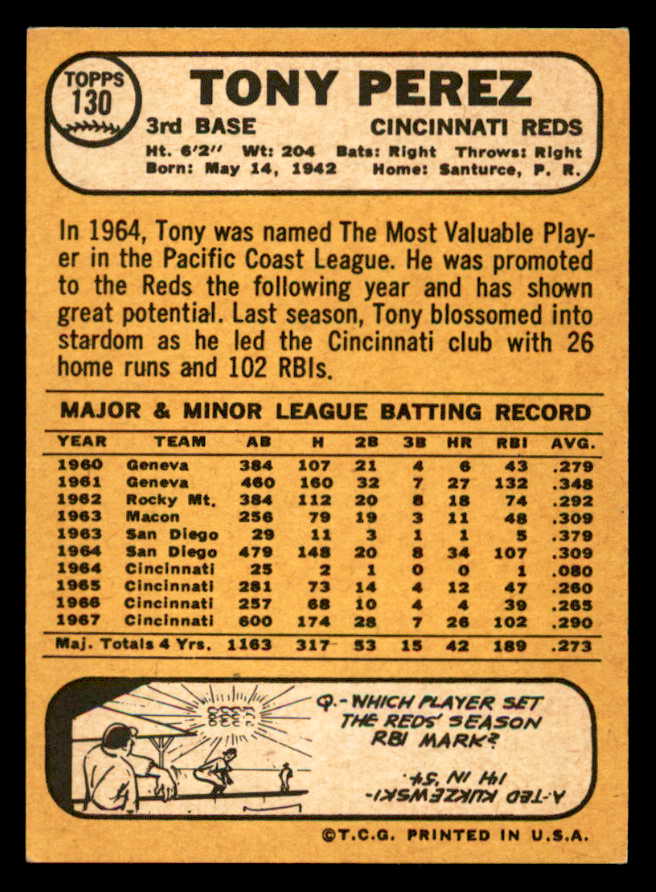 TOPPS
130
TONY PEREZ
3rd BASE CINCINNATI REDS
Ht. 6'2" Wt: 204 Bats: Right Throws: Right
Born: May 14, 1942 Home: Santurce, P. R.
In 1964, Tony was named The Most Valuable Play-
er in the Pacific Coast League. He was promoted
to the Reds the following year and has shown
great potential. Last season, Tony blossomed into
stardom as he led the Cincinnati club with 26
home runs and 102 RBIs.
MAJOR & MINOR LEAGUE BATTING RECORD
YEAR TEAM AB H 2B 3B HR RBI AVG.
1960 Geneva 384 107 21 4 6 43 .279
1961 Geneva 460 160 32 7 27 132 .348
1962 Rocky Mt. 384 112 20 8 18 74 .292
1963 Macon 256 79 19 3 11 48 .309
1963 San Diego 29 11 3 1 1 5 .379
1964 San Diego 479 148 20 8 34 107 .309
1964 Cincinnati 25 2 1 0 0 1 .080
1965 Cincinnati 281 73 14 4 12 47 .260
1966 Cincinnati 257 68 10 4 4 39 .265
1967 Cincinnati 600 174 28 7 26 102 .290
Maj. Totals 4 Yrs. 1163 317 53 15 42 189 .273
Q.-WHICH PLAYER SET
THE REDS' SEASON
RBI MARK?
A-TED KUKZEWSKI-
141 IN '54.
©T.C.G. PRINTED IN U.S.A.